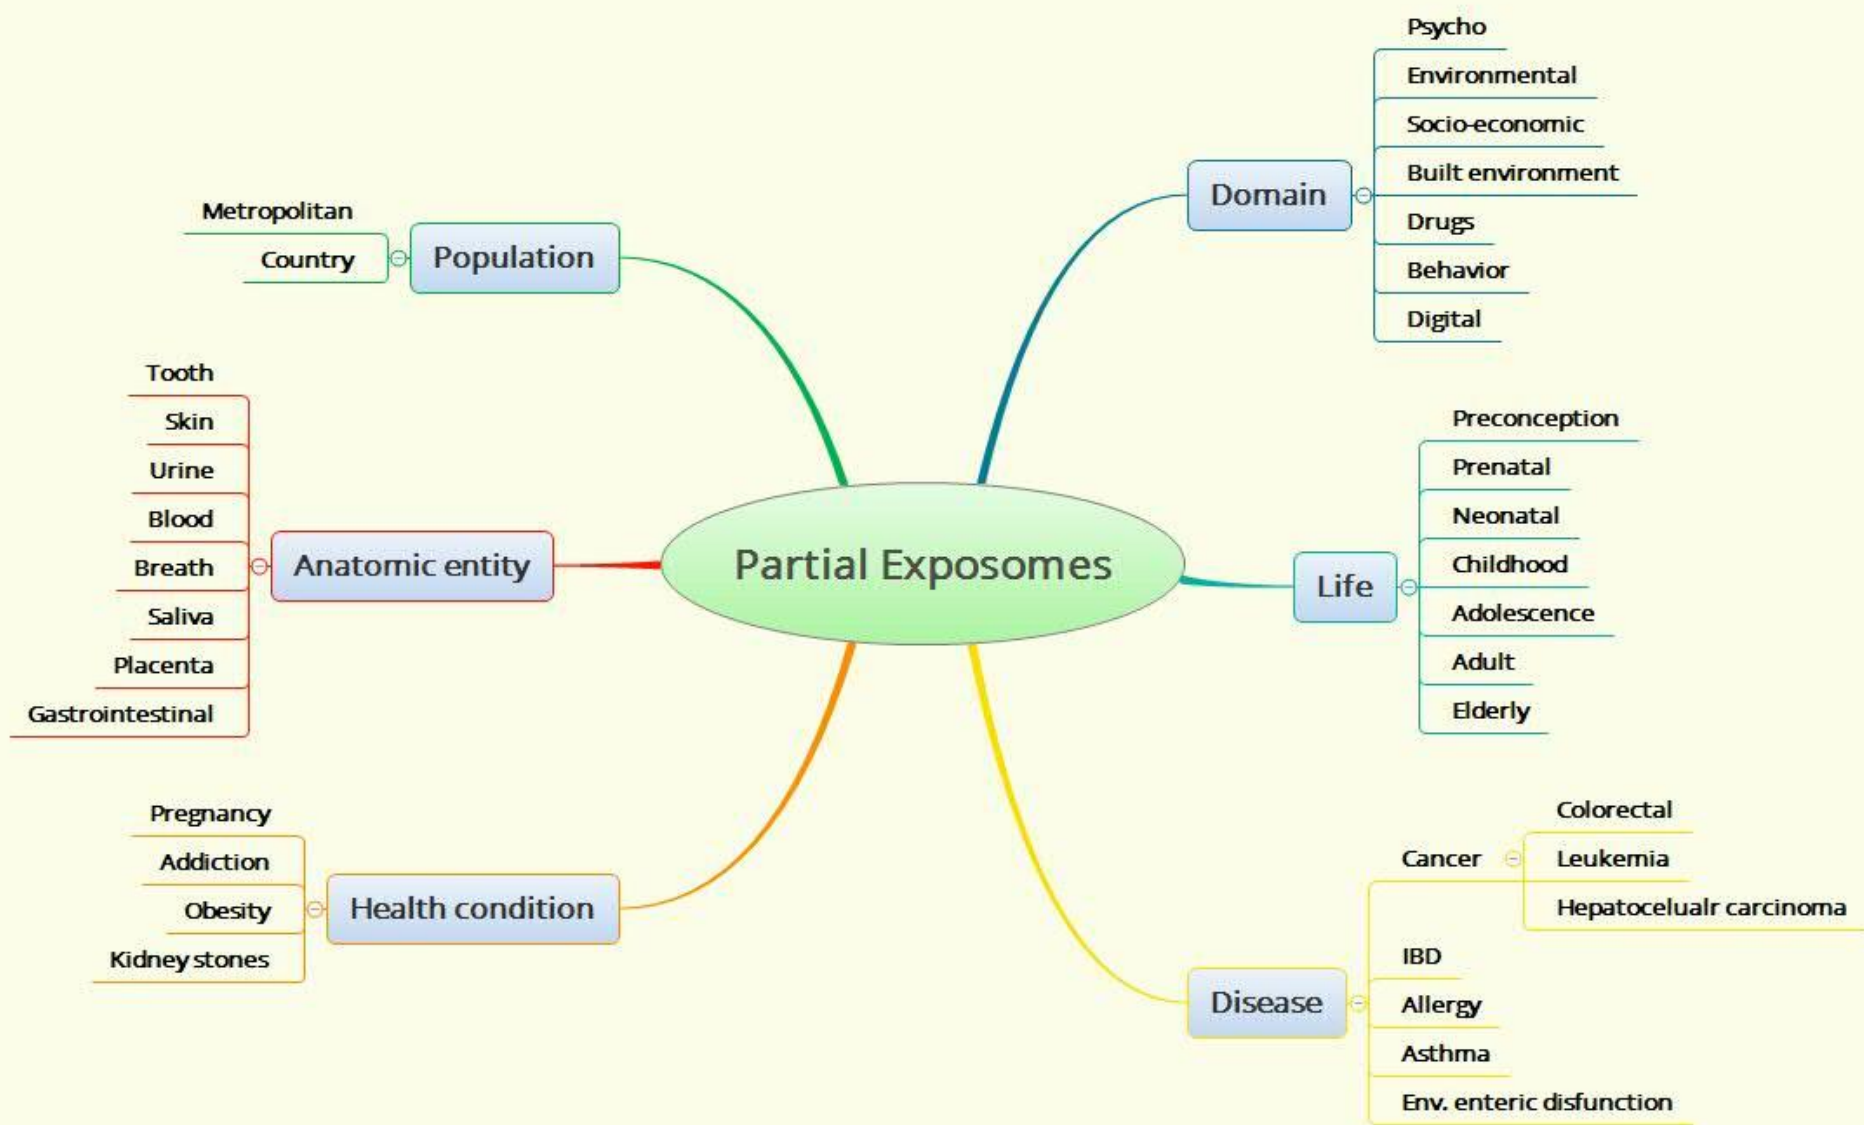 Partial Exposomes
Domain
Psycho
Environmental
Socio-economic
Built environment
Drugs
Behavior
Digital
Life
Preconception
Prenatal
Neonatal
Childhood
Adolescence
Adult
Elderly
Disease
Cancer
Colorectal
Leukemia
Hepatocelualr carcinoma
IBD
Allergy
Asthma
Env. enteric disfunction
Population
Metropolitan
Country
Anatomic entity
Tooth
Skin
Urine
Blood
Breath
Saliva
Placenta
Gastrointestinal
Health condition
Pregnancy
Addiction
Obesity
Kidney stones